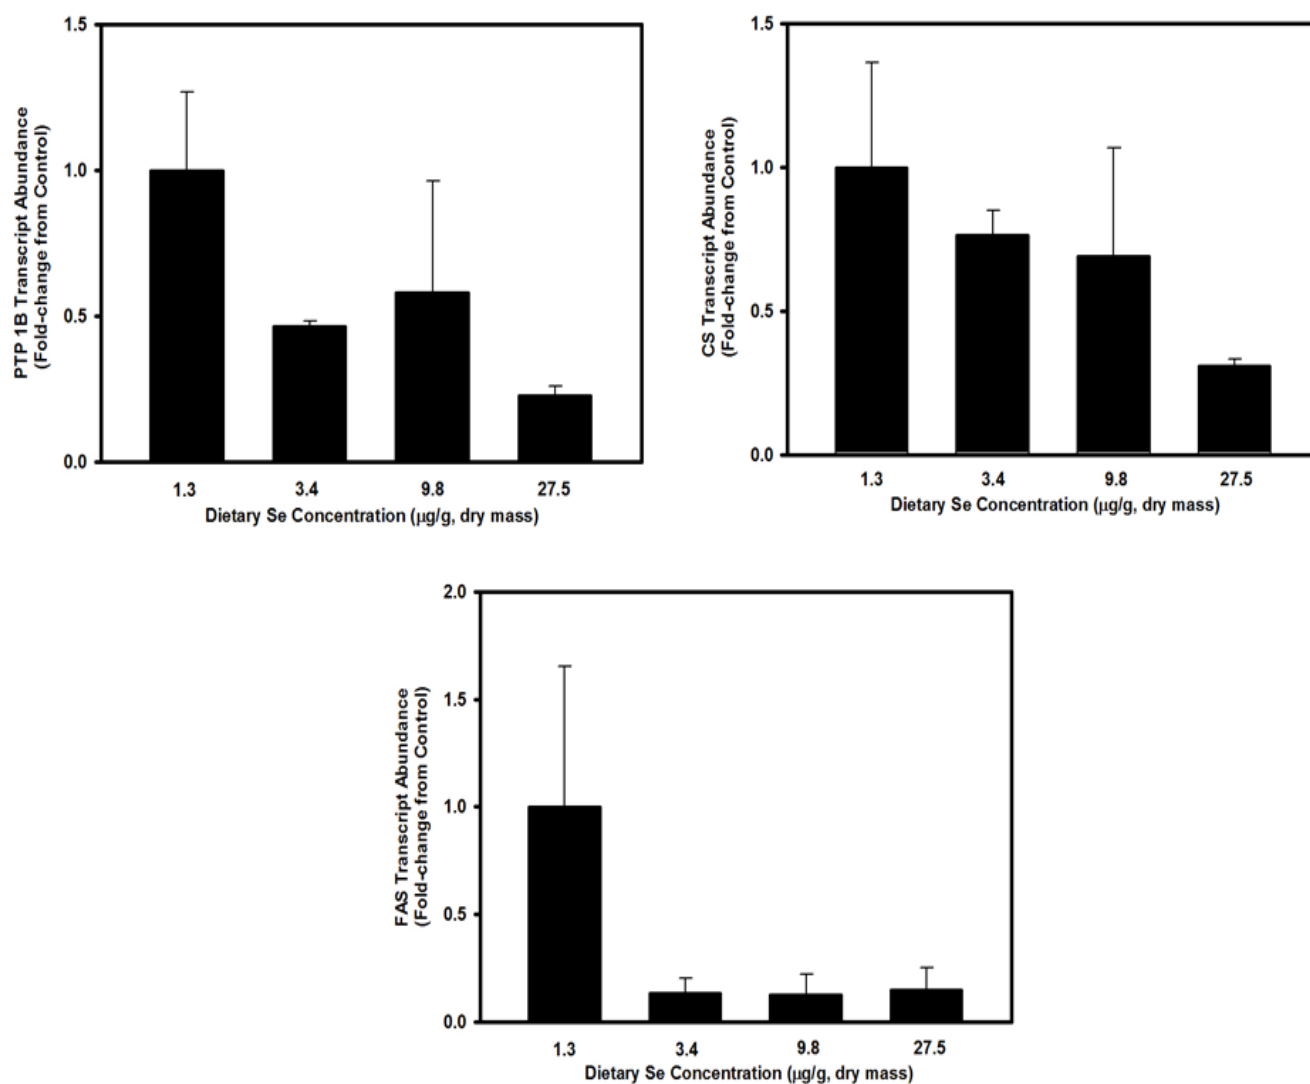 PTP 1B Transcript Abundance
(Fold-change from Control)
1.5
1.0
0.5
0.0
1.3 3.4 9.8 27.5
Dietary Se Concentration (µg/g, dry mass)
CS Transcript Abundance
(Fold-change from Control)
1.5
1.0
0.5
0.0
1.3 3.4 9.8 27.5
Dietary Se Concentration (µg/g, dry mass)
FAS Transcript Abundance
(Fold-change from Control)
2.0
1.5
1.0
0.5
0.0
1.3 3.4 9.8 27.5
Dietary Se Concentration (µg/g, dry mass)